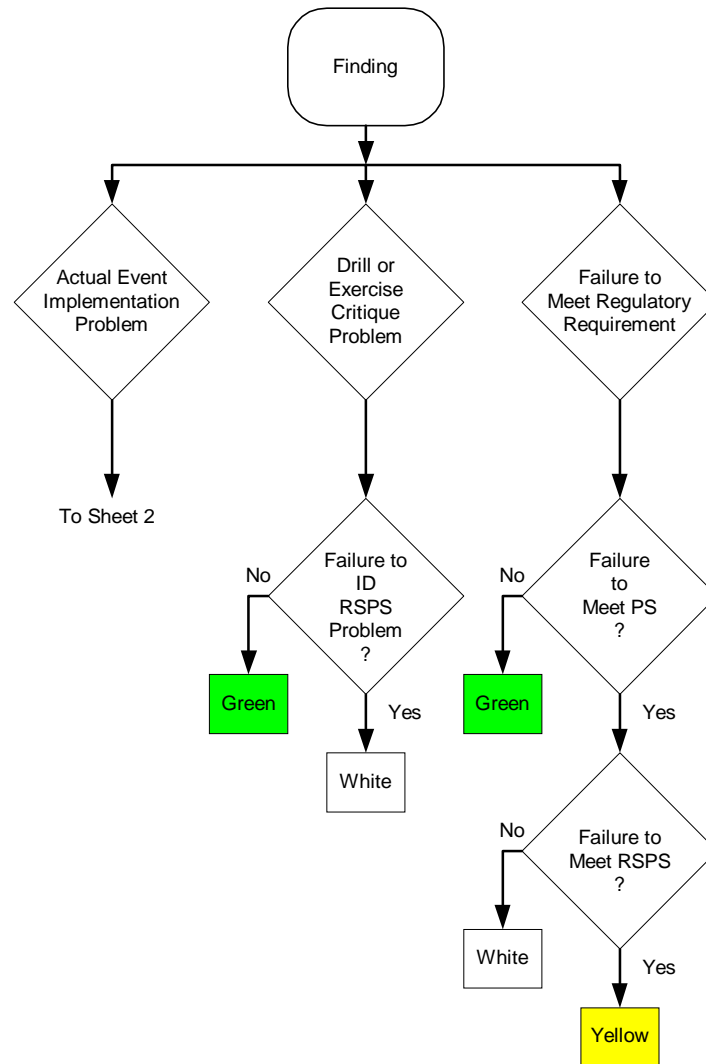 Finding
Actual Event
Implementation
Problem
Drill or
Exercise
Critique
Problem
Failure to
Meet Regulatory
Requirement
To Sheet 2
No
Failure to
ID
RSPS
Problem
?
Green
Yes
White
No
Failure
to
Meet PS
?
Green
Yes
No
Failure to
Meet RSPS
?
White
Yes
Yellow